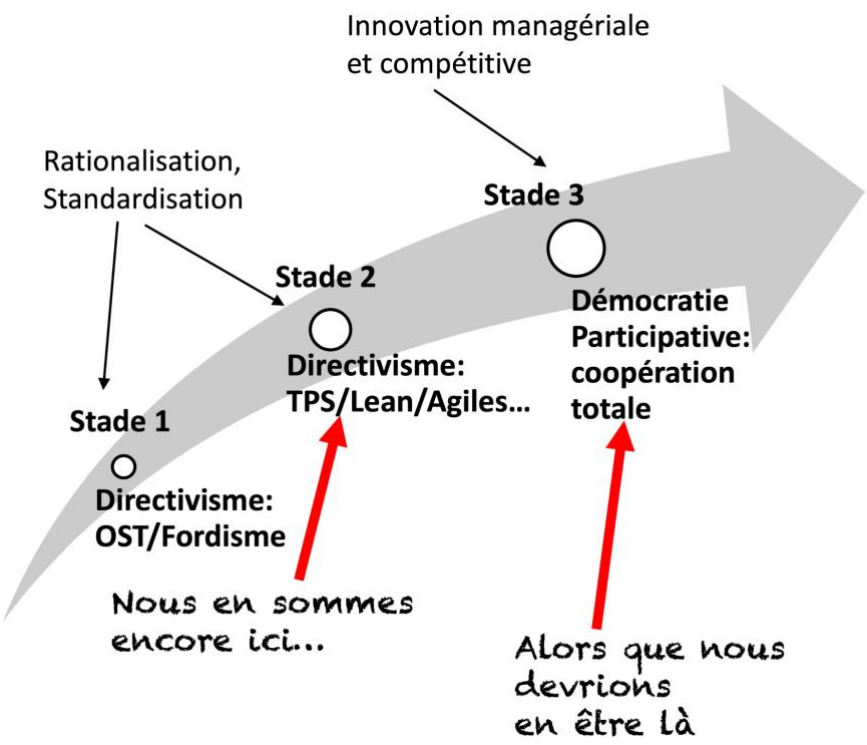 Innovation managériale
et compétitive
Rationalisation,
Standardisation
Stade 3
Stade 2
Démocratie
Participative:
coopération
totale
Directivisme:
TPS/Lean/Agiles...
Stade 1
Directivisme:
OST/Fordisme
Nous en sommes
encore ici...
Alors que nous
devrions
en être là